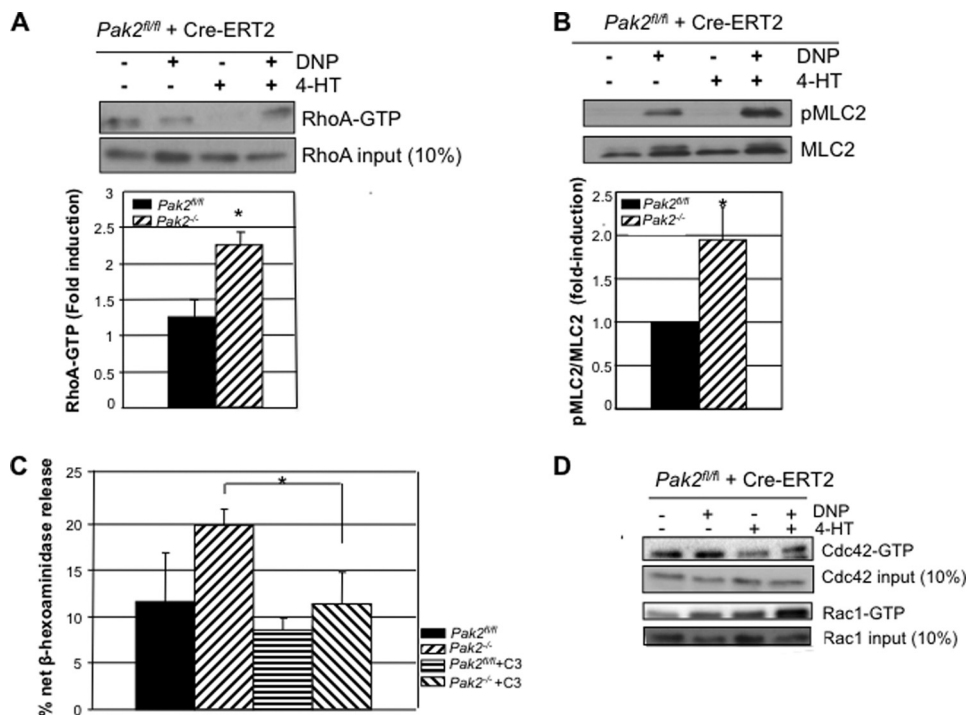 A
Pak2fl/fl + Cre-ERT2
- + - + DNP
- - + + 4-HT
RhoA-GTP
RhoA input (10%)
RhoA-GTP (Fold induction)
3
2.5
2
1.5
1
0.5
0
Pak2fl/fl
Pak2-/-
*
B
Pak2fl/fl + Cre-ERT2
- + - + DNP
- - + + 4-HT
pMLC2
MLC2
pMLC2/MLC2 (fold-induction)
2.5
2.0
1.5
1.0
0.5
0
Pak2fl/fl
Pak2-/-
*
C
% net β-hexoaminidase release
25
20
15
10
5
0
*
Pak2fl/fl
Pak2-/-
Pak2fl/fl+C3
Pak2-/- +C3
D
Pak2fl/fl + Cre-ERT2
- + - + DNP
- - + + 4-HT
Cdc42-GTP
Cdc42 input (10%)
Rac1-GTP
Rac1 input (10%)